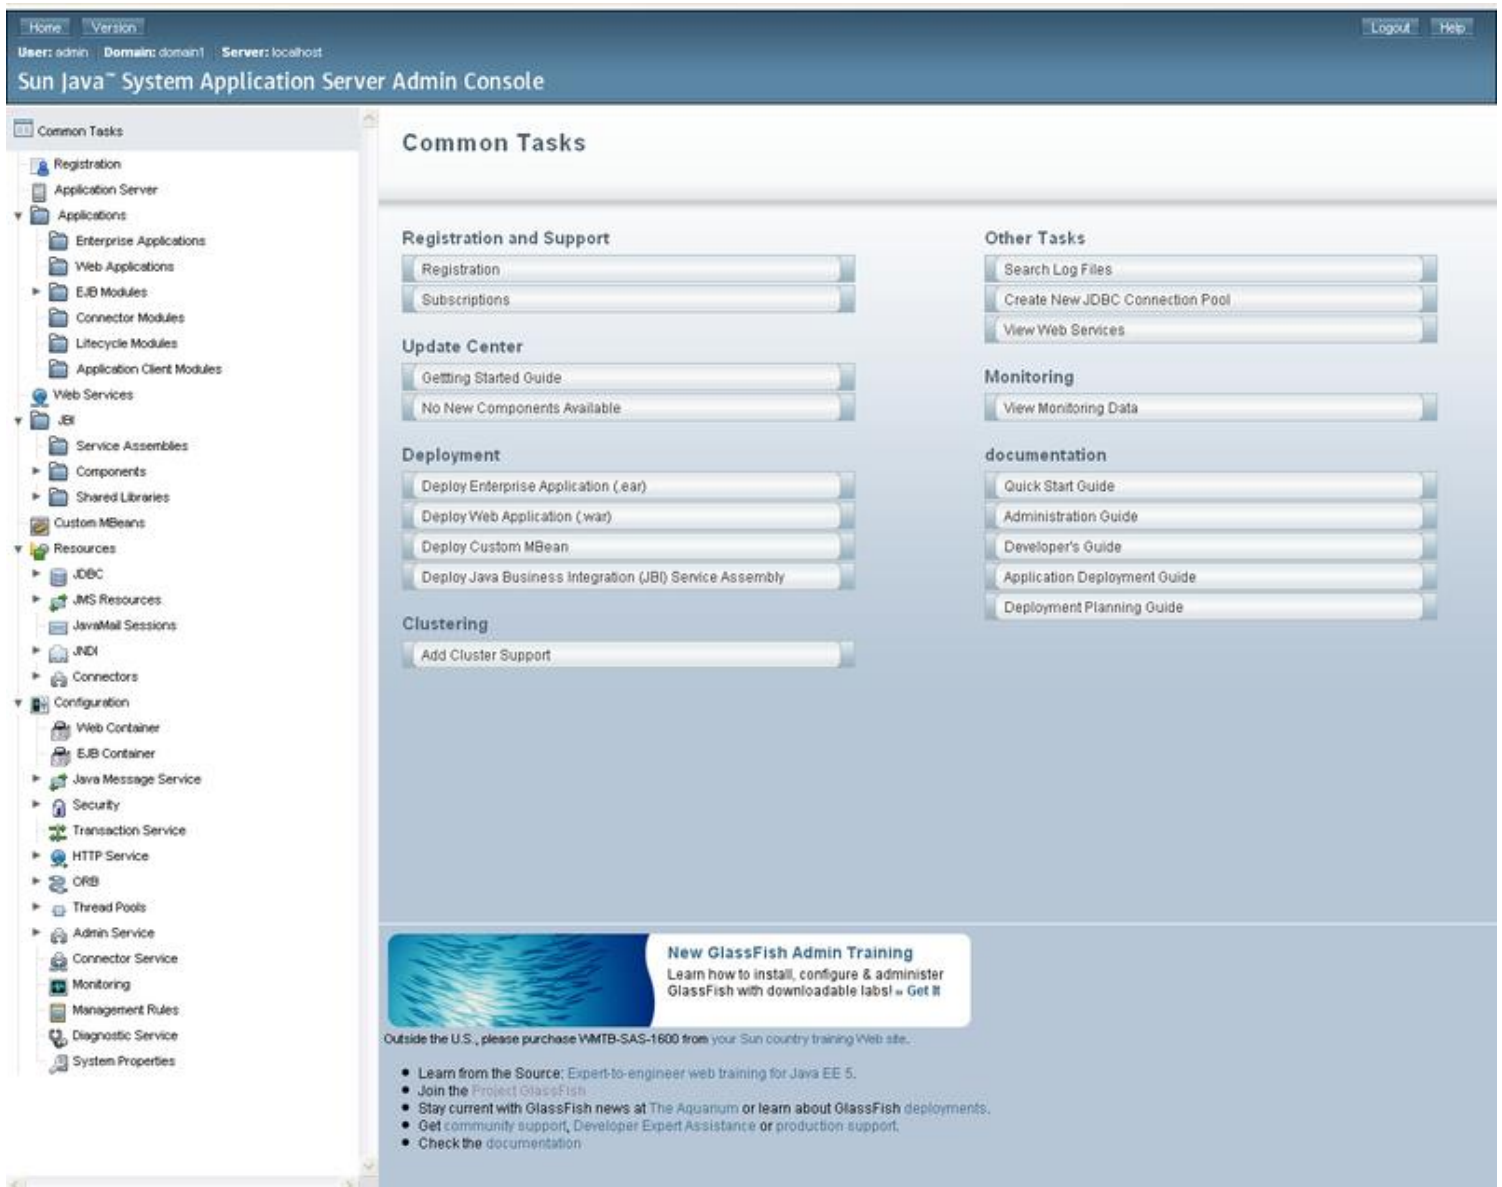 Home Version
Logout Help
User: admin Domain: domain1 Server: localhost
Sun Java™ System Application Server Admin Console
Common Tasks
Registration
Application Server
Applications
Enterprise Applications
Web Applications
EJB Modules
Connector Modules
Lifecycle Modules
Application Client Modules
Web Services
JBI
Service Assemblies
Components
Shared Libraries
Custom MBeans
Resources
JDBC
JMS Resources
JavaMail Sessions
JNDI
Connectors
Configuration
Web Container
EJB Container
Java Message Service
Security
Transaction Service
HTTP Service
ORB
Thread Pools
Admin Service
Connector Service
Monitoring
Management Rules
Diagnostic Service
System Properties
Common Tasks
Registration and Support
Registration
Subscriptions
Update Center
Gettting Started Guide
No New Components Available
Deployment
Deploy Enterprise Application (.ear)
Deploy Web Application (.war)
Deploy Custom MBean
Deploy Java Business Integration (JBI) Service Assembly
Clustering
Add Cluster Support
Other Tasks
Search Log Files
Create New JDBC Connection Pool
View Web Services
Monitoring
View Monitoring Data
documentation
Quick Start Guide
Administration Guide
Developer's Guide
Application Deployment Guide
Deployment Planning Guide
New GlassFish Admin Training
Learn how to install, configure & administer
GlassFish with downloadable labs! » Get It
Outside the U.S., please purchase WMTB-SAS-1600 from your Sun country training Web site.
• Learn from the Source: Expert-to-engineer web training for Java EE 5.
• Join the Project GlassFish
• Stay current with GlassFish news at The Aquarium or learn about GlassFish deployments.
• Get community support, Developer Expert Assistance or production support.
• Check the documentation